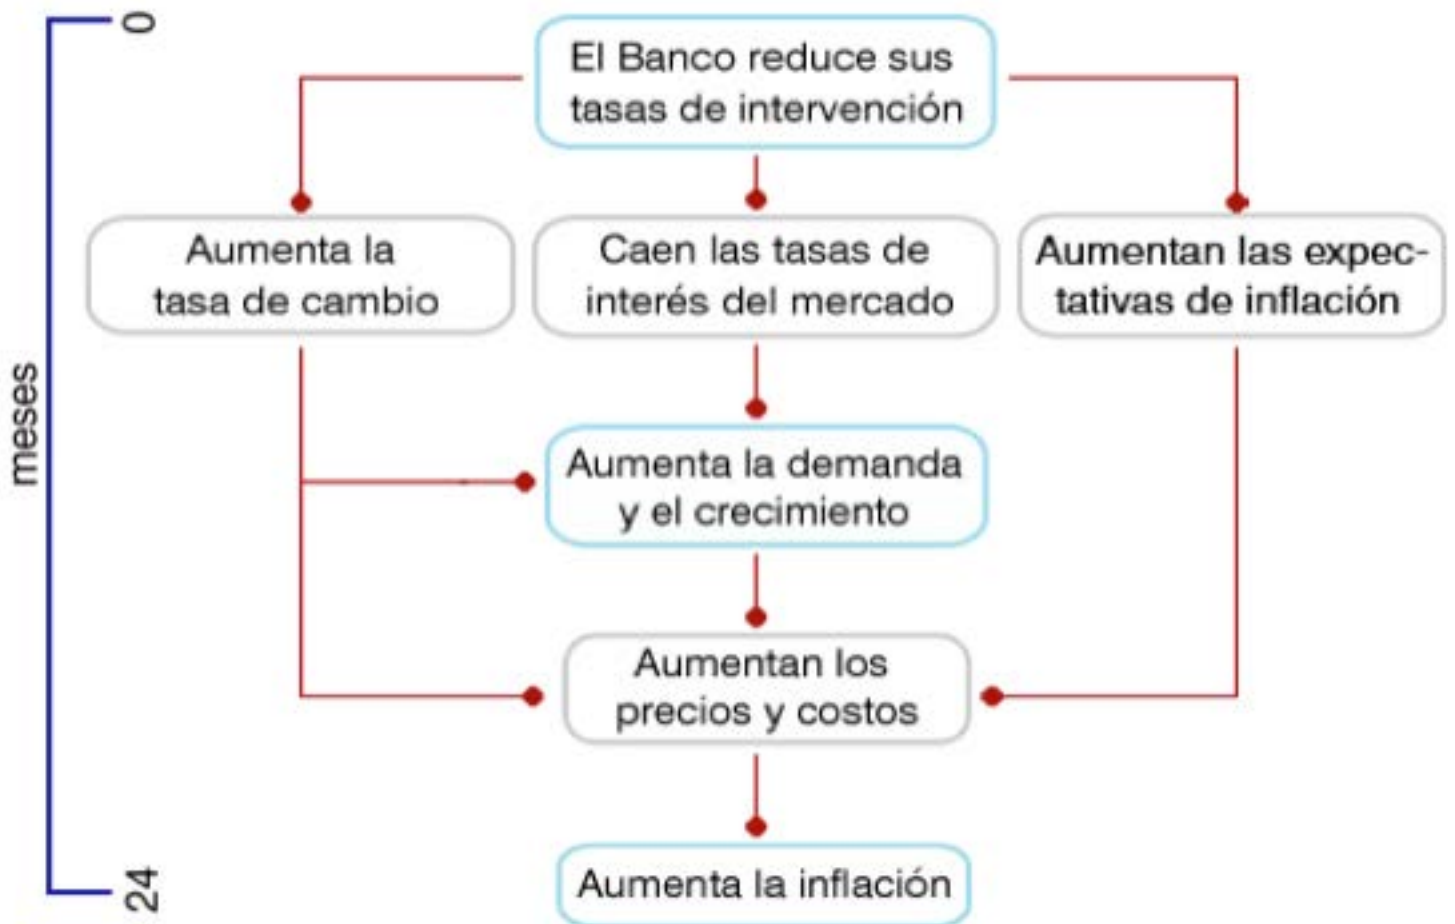 0
El Banco reduce sus
tasas de intervención
Aumenta la
tasa de cambio
Caen las tasas de
interés del mercado
Aumentan las expec-
tativas de inflación
meses
Aumenta la demanda
y el crecimiento
Aumentan los
precios y costos
24
Aumenta la inflación